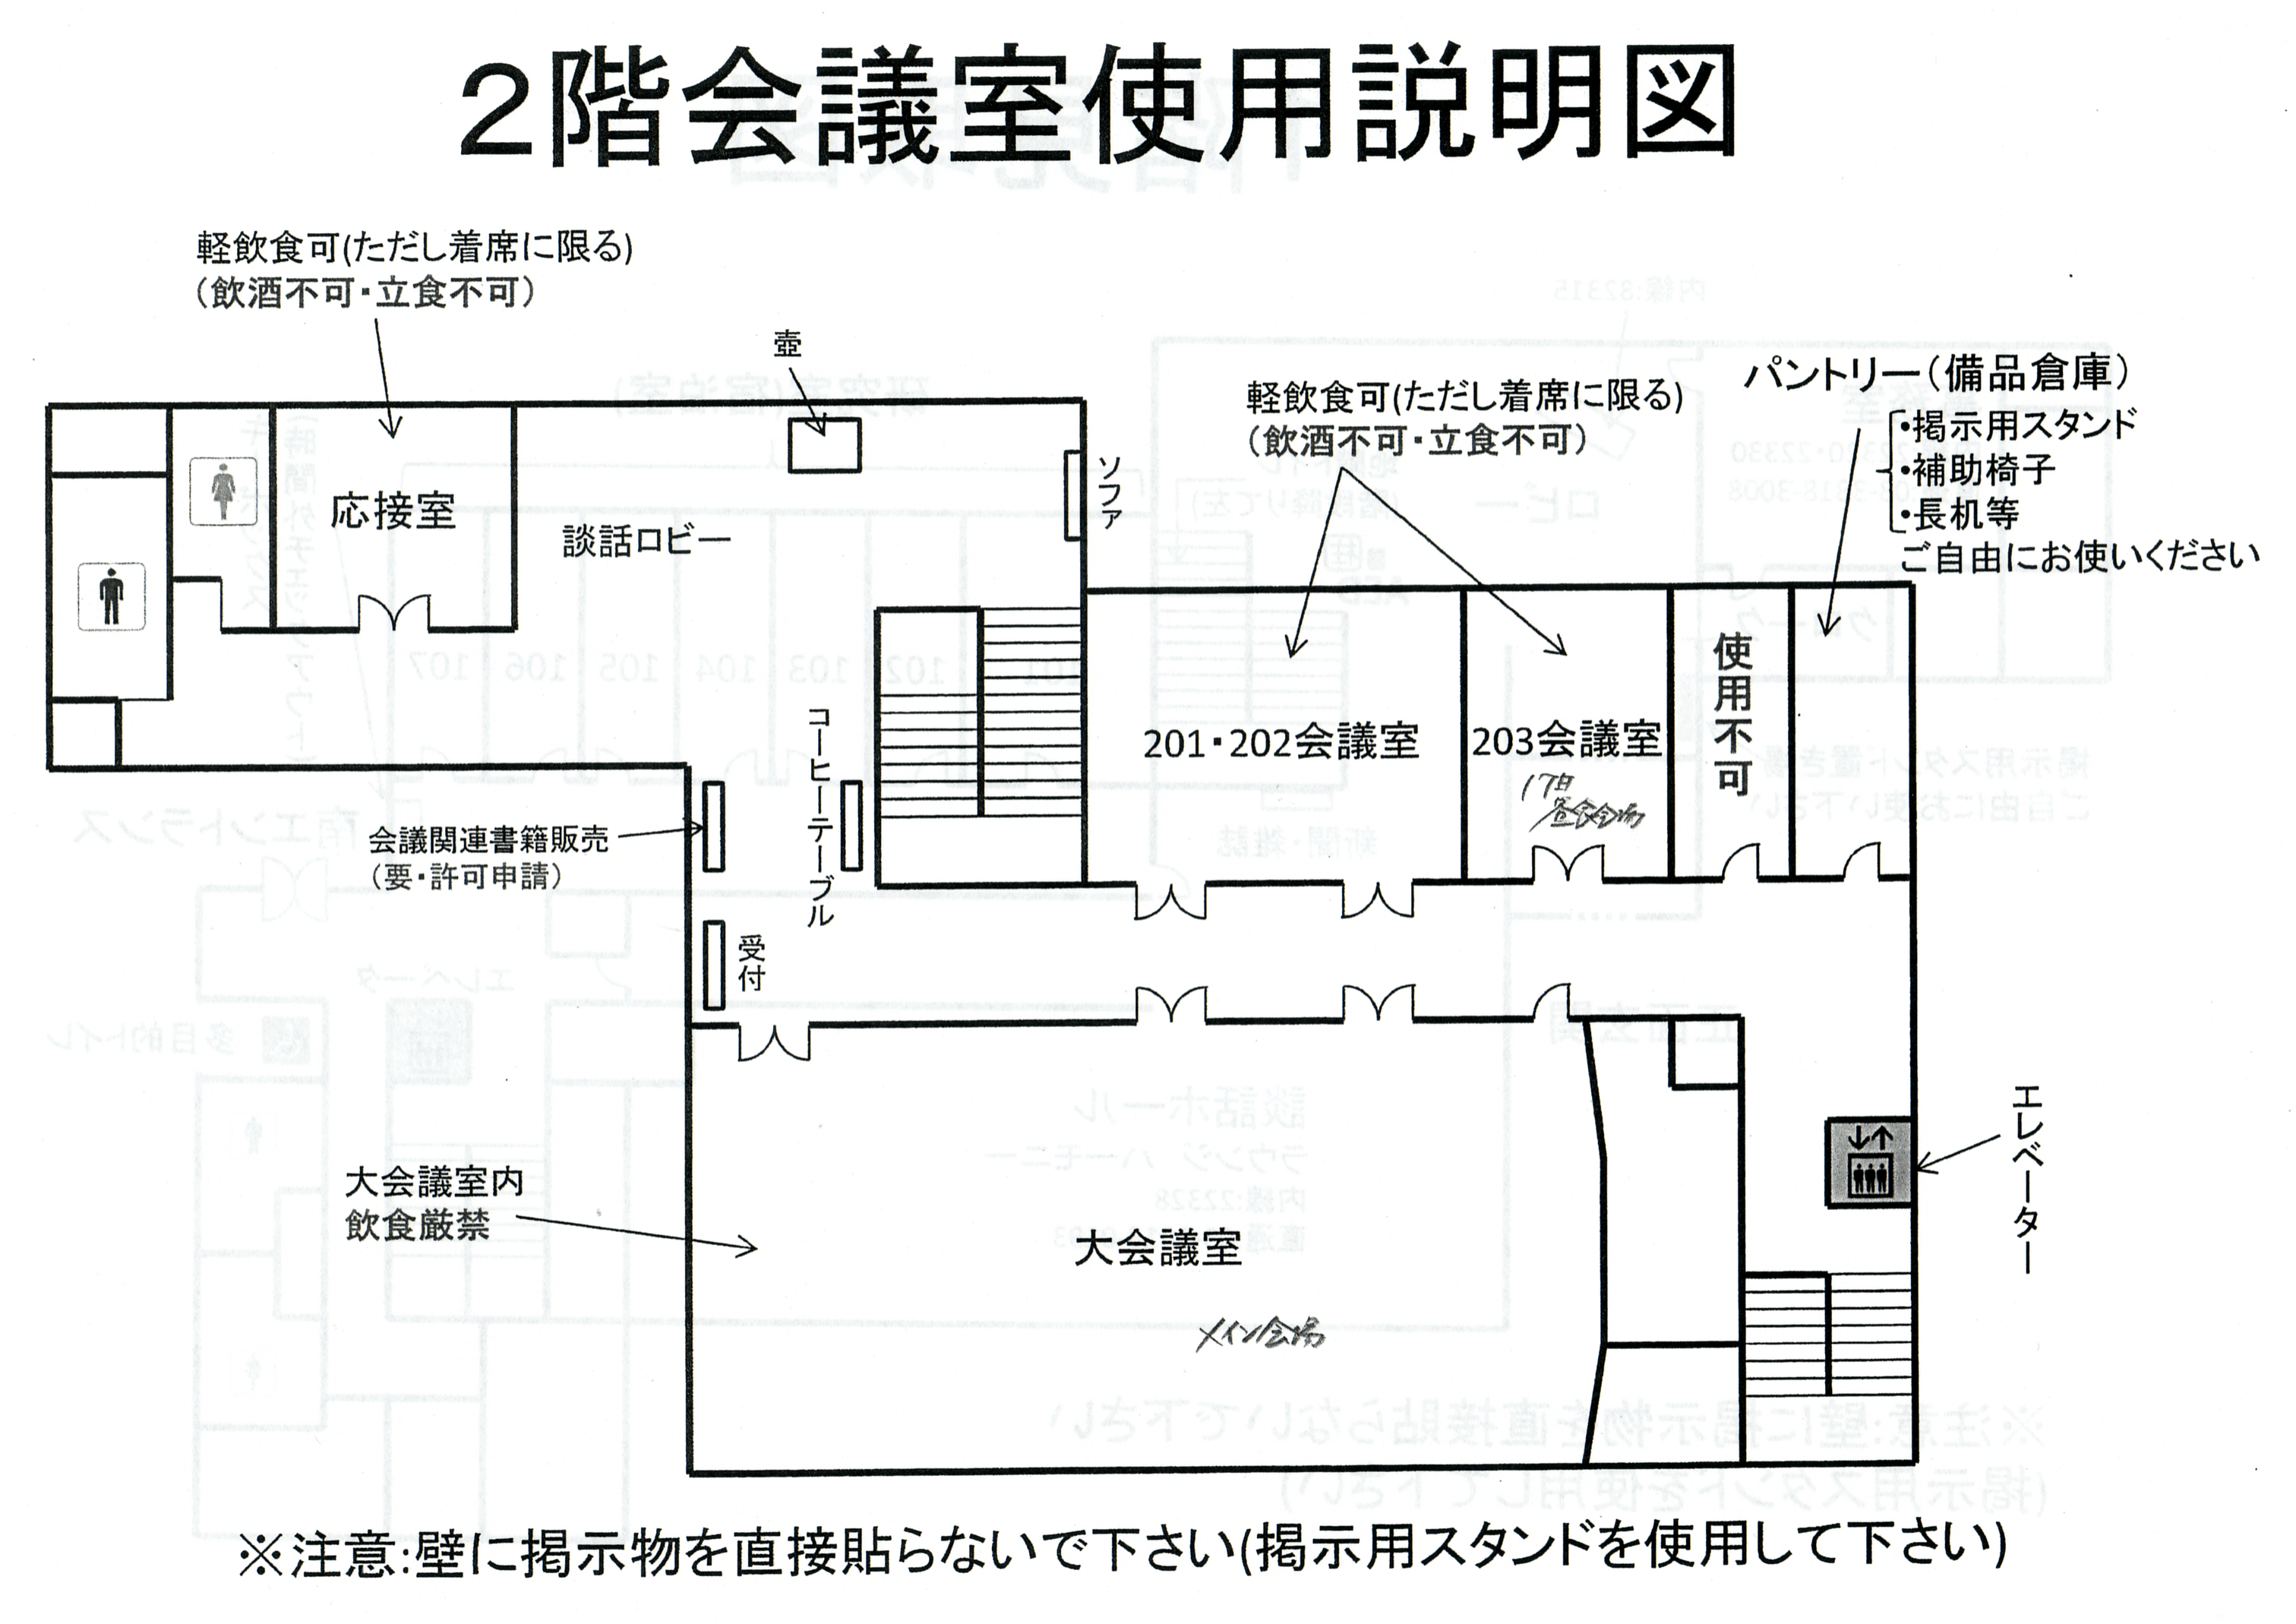 ２階会議室使用説明図
軽飲食可(ただし着席に限る)
（飲酒不可・立食不可）
壺
軽飲食可(ただし着席に限る)
（飲酒不可・立食不可）
パントリー（備品倉庫）
・掲示用スタンド
・補助椅子
・長机等
ご自由にお使いください
応接室
談話ロビー
ソファ
201・202会議室
203会議室
17日
昼食会場
使用不可
コーヒーテーブル
会議関連書籍販売
（要・許可申請）
受付
大会議室内
飲食厳禁
大会議室
メイン会場
エレベーター
※注意:壁に掲示物を直接貼らないで下さい(掲示用スタンドを使用して下さい)